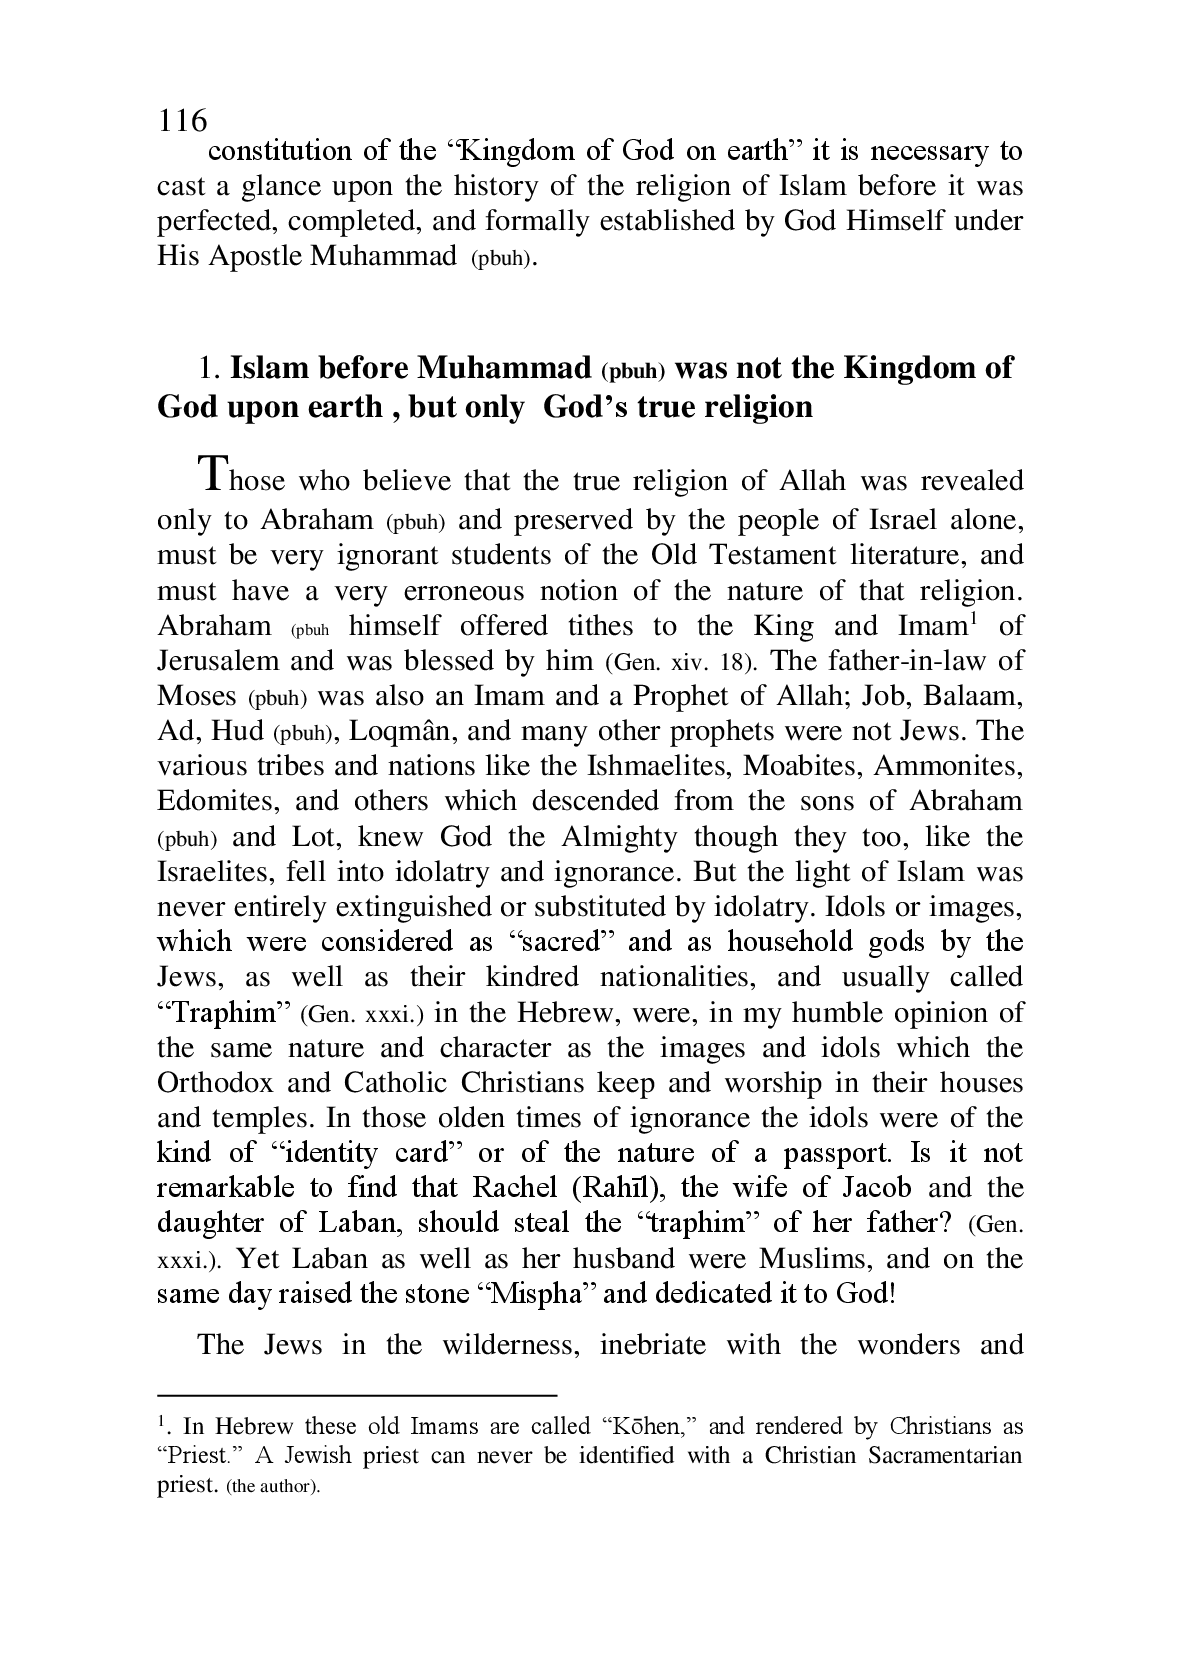 116
constitution of the “Kingdom of God on earth” it is necessary to
cast a glance upon the history of the religion of Islam before it was
perfected, completed, and formally established by God Himself under
His Apostle Muhammad (pbuh).
1. Islam before Muhammad (pbuh) was not the Kingdom of
God upon earth , but only God’s true religion
Those who believe that the true religion of Allah was revealed
only to Abraham (pbuh) and preserved by the people of Israel alone,
must be very ignorant students of the Old Testament literature, and
must have a very erroneous notion of the nature of that religion.
Abraham (pbuh himself offered tithes to the King and Imam¹ of
Jerusalem and was blessed by him (Gen. xiv. 18). The father-in-law of
Moses (pbuh) was also an Imam and a Prophet of Allah; Job, Balaam,
Ad, Hud (pbuh), Loqmân, and many other prophets were not Jews. The
various tribes and nations like the Ishmaelites, Moabites, Ammonites,
Edomites, and others which descended from the sons of Abraham
(pbuh) and Lot, knew God the Almighty though they too, like the
Israelites, fell into idolatry and ignorance. But the light of Islam was
never entirely extinguished or substituted by idolatry. Idols or images,
which were considered as “sacred” and as household gods by the
Jews, as well as their kindred nationalities, and usually called
“Traphim” (Gen. xxxi.) in the Hebrew, were, in my humble opinion of
the same nature and character as the images and idols which the
Orthodox and Catholic Christians keep and worship in their houses
and temples. In those olden times of ignorance the idols were of the
kind of “identity card” or of the nature of a passport. Is it not
remarkable to find that Rachel (Rahīl), the wife of Jacob and the
daughter of Laban, should steal the “traphim” of her father? (Gen.
xxxi.). Yet Laban as well as her husband were Muslims, and on the
same day raised the stone “Mispha” and dedicated it to God!
The Jews in the wilderness, inebriate with the wonders and
¹. In Hebrew these old Imams are called “Kōhen,” and rendered by Christians as
“Priest.” A Jewish priest can never be identified with a Christian Sacramentarian
priest. (the author).